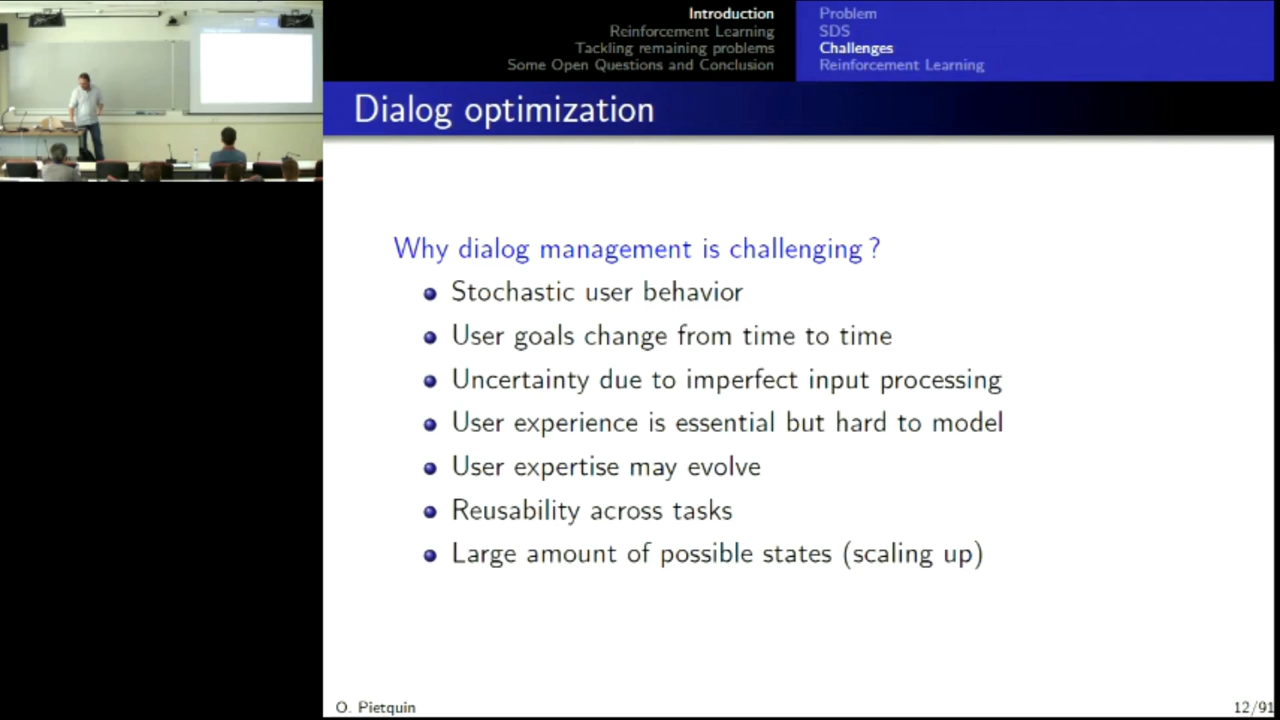 Introduction
Reinforcement Learning
Tackling remaining problems
Some Open Questions and Conclusion
Problem
SDS
Challenges
Reinforcement Learning
Dialog optimization
Why dialog management is challenging ?
Stochastic user behavior
User goals change from time to time
Uncertainty due to imperfect input processing
User experience is essential but hard to model
User expertise may evolve
Reusability across tasks
Large amount of possible states (scaling up)
O. Pietquin
12/91